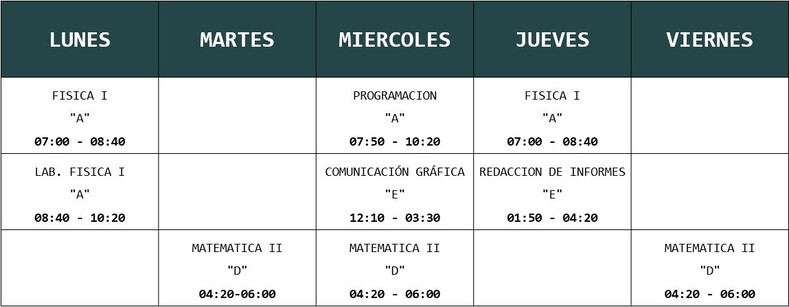 LUNES MARTES MIERCOLES JUEVES VIERNES
FISICA I PROGRAMACION FISICA I
"A" "A" "A"
07:00 - 08:40 07:50 - 10:20 07:00 - 08:40
LAB. FISICA I COMUNICACIÓN GRÁFICA REDACCION DE INFORMES
"A" "E" "E"
08:40 - 10:20 12:10 - 03:30 01:50 - 04:20
MATEMATICA II MATEMATICA II MATEMATICA II
"D" "D" "D"
04:20-06:00 04:20 - 06:00 04:20 - 06:00